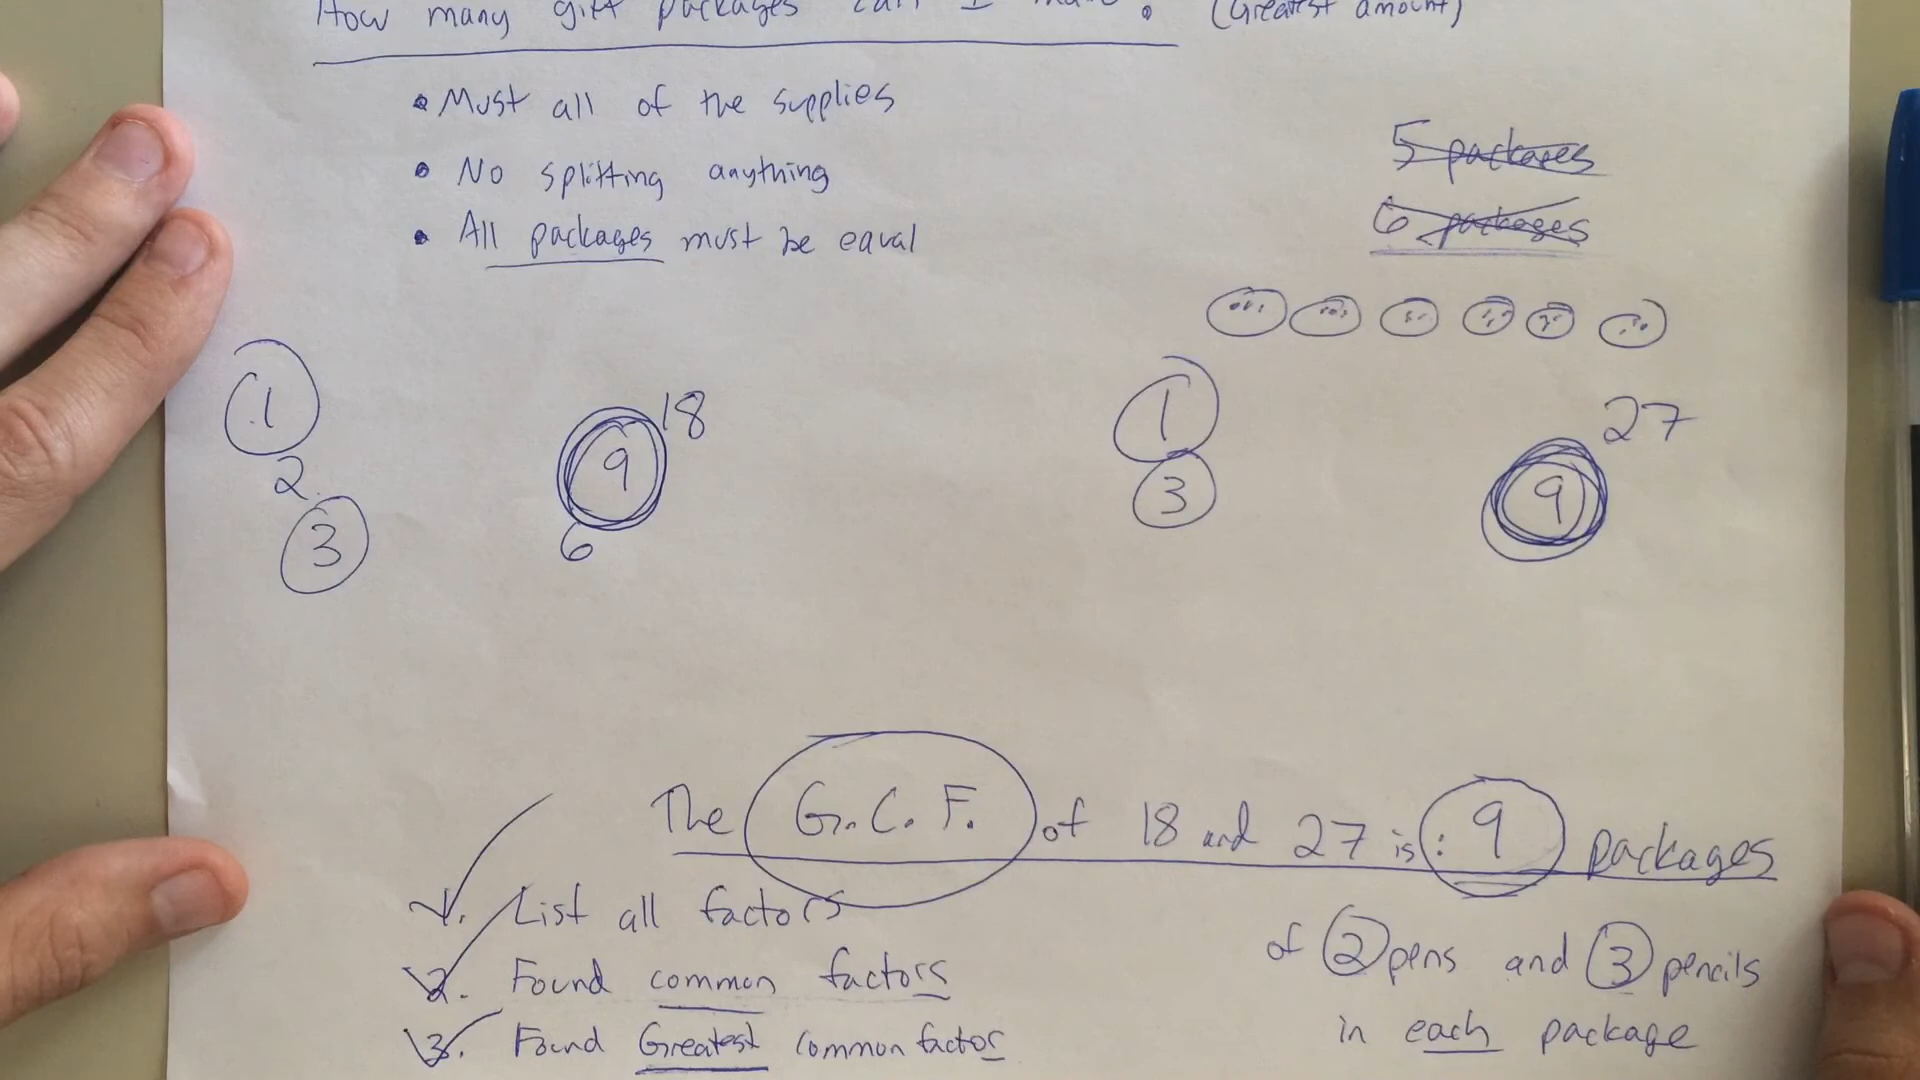 How many gift packages can I make? (Greatest amount)
• Must all of the supplies
• No splitting anything
• All packages must be equal
5 packages
6 packages
1 18 1 27
2 9 3 9
3 6
The G.C.F. of 18 and 27 is: 9 packages
1. List all factors
of 2 pens and 3 pencils
2. Found common factors
in each package
3. Found Greatest common factor